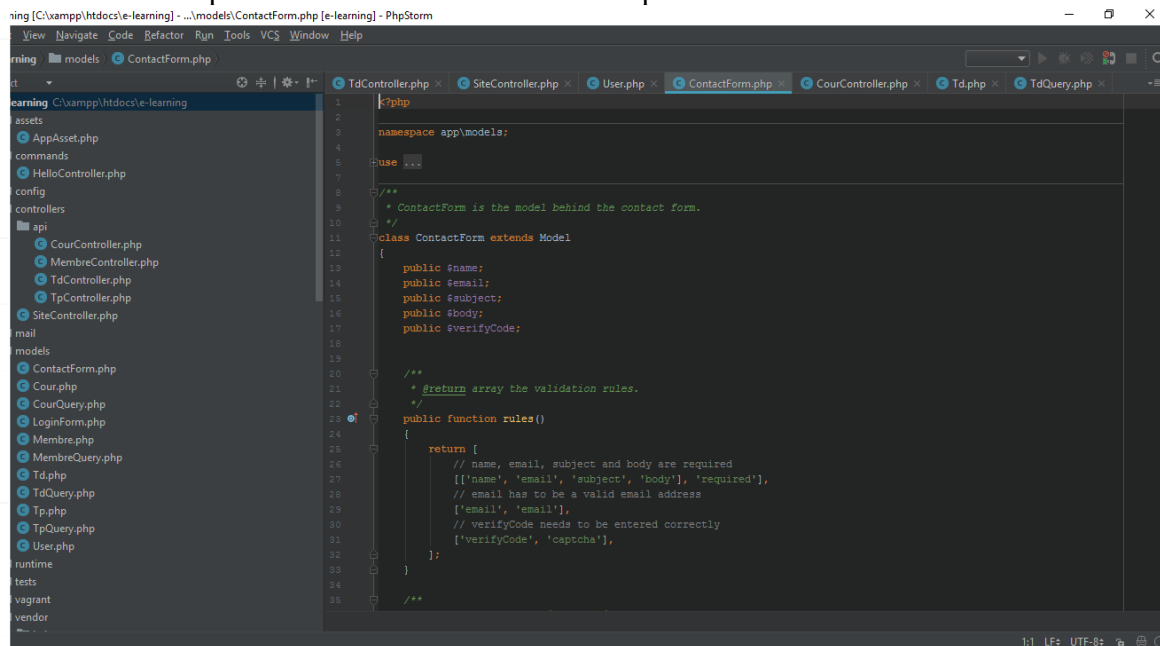 ning [C:\xampp\htdocs\e-learning] - ...\models\ContactForm.php [e-learning] - PhpStorm
View Navigate Code Refactor Run Tools VCS Window Help
rning models ContactForm.php
ct
TdController.php × SiteController.php × User.php × ContactForm.php × CourController.php × Td.php × TdQuery.php ×
earning C:\xampp\htdocs\e-learning
assets
AppAsset.php
commands
HelloController.php
config
controllers
api
CourController.php
MembreController.php
TdController.php
TpController.php
SiteController.php
mail
models
ContactForm.php
Cour.php
CourQuery.php
LoginForm.php
Membre.php
MembreQuery.php
Td.php
TdQuery.php
Tp.php
TpQuery.php
User.php
runtime
tests
vagrant
vendor
1 <?php
2
3 namespace app\models;
4
5 use ...
7
8 /**
9 * ContactForm is the model behind the contact form.
10 */
11 class ContactForm extends Model
12 {
13 public $name;
14 public $email;
15 public $subject;
16 public $body;
17 public $verifyCode;
18
19
20 /**
21 * @return array the validation rules.
22 */
23 public function rules()
24 {
25 return [
26 // name, email, subject and body are required
27 [['name', 'email', 'subject', 'body'], 'required'],
28 // email has to be a valid email address
29 ['email', 'email'],
30 // verifyCode needs to be entered correctly
31 ['verifyCode', 'captcha'],
32 ];
33 }
34
35 /**
1:1 LF UTF-8